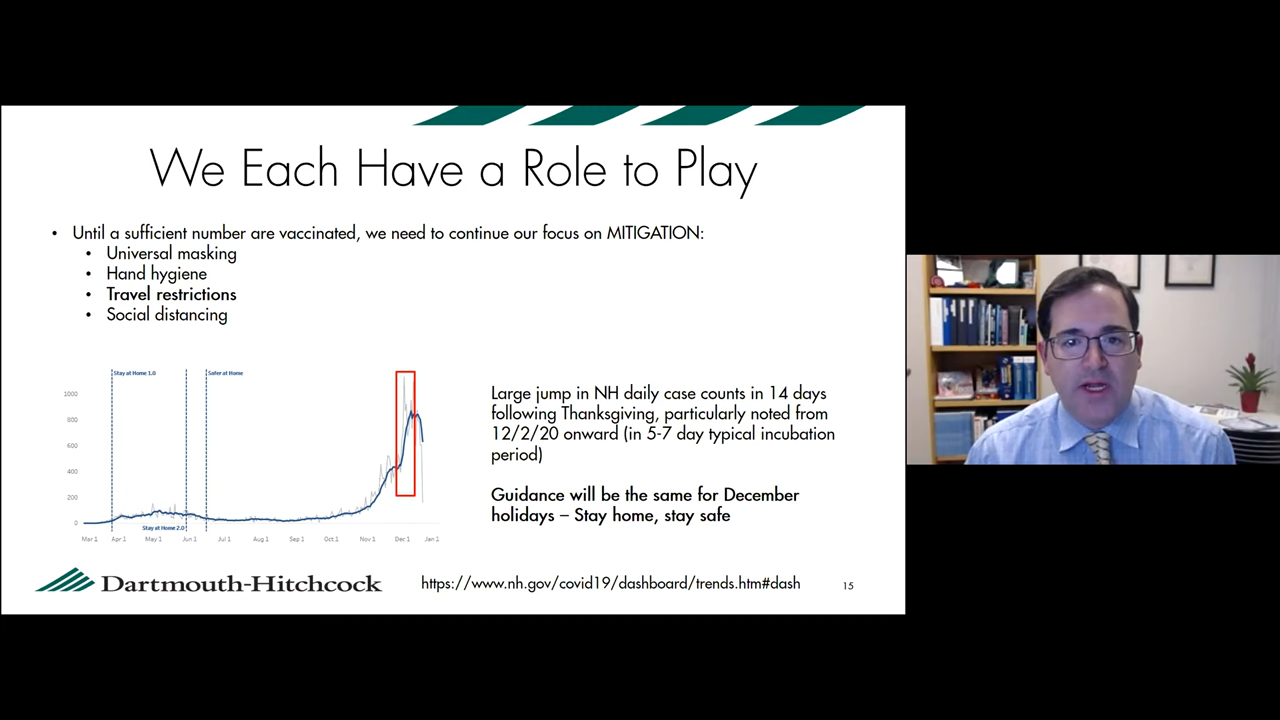 We Each Have a Role to Play
• Until a sufficient number are vaccinated, we need to continue our focus on MITIGATION:
• Universal masking
• Hand hygiene
• Travel restrictions
• Social distancing
Stay at Home 1.0
Safer at Home
1000
800
600
400
200
0
Stay at Home 2.0
Mar 1 Apr 1 May 1 Jun 1 Jul 1 Aug 1 Sep 1 Oct 1 Nov 1 Dec 1 Jan 1
Large jump in NH daily case counts in 14 days
following Thanksgiving, particularly noted from
12/2/20 onward (in 5-7 day typical incubation
period)
Guidance will be the same for December
holidays – Stay home, stay safe
Dartmouth-Hitchcock
https://www.nh.gov/covid19/dashboard/trends.htm#dash
15